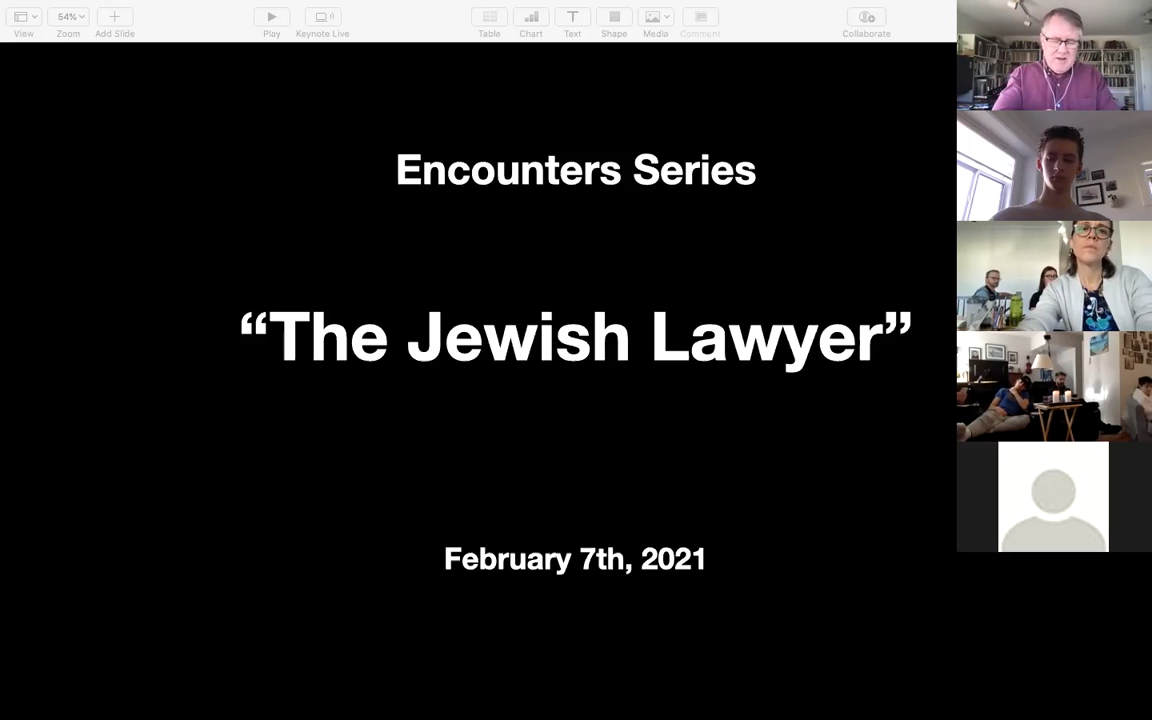 View
54%
Zoom
Add Slide
Play
Keynote Live
Table
Chart
Text
Shape
Media
Comment
Collaborate
Encounters Series
“The Jewish Lawyer”
February 7th, 2021